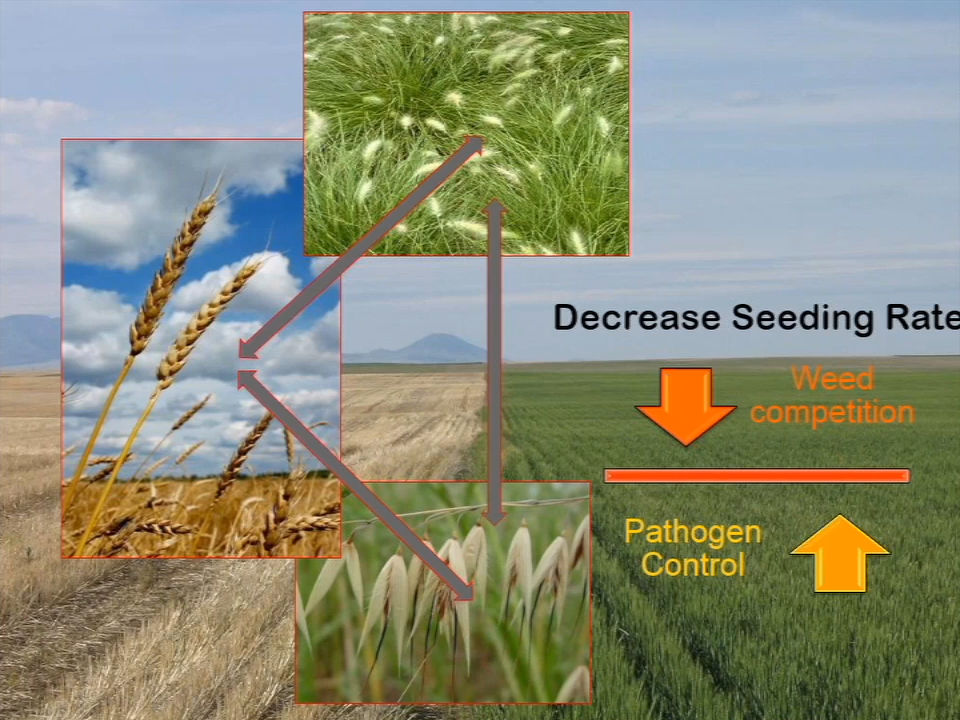 Decrease Seeding Rate
Weed
competition
Pathogen
Control